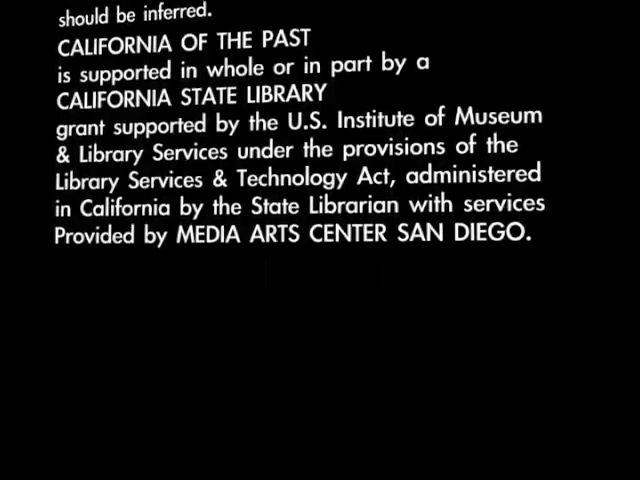 should be inferred.
CALIFORNIA OF THE PAST
is supported in whole or in part by a
CALIFORNIA STATE LIBRARY
grant supported by the U.S. Institute of Museum
& Library Services under the provisions of the
Library Services & Technology Act, administered
in California by the State Librarian with services
Provided by MEDIA ARTS CENTER SAN DIEGO.